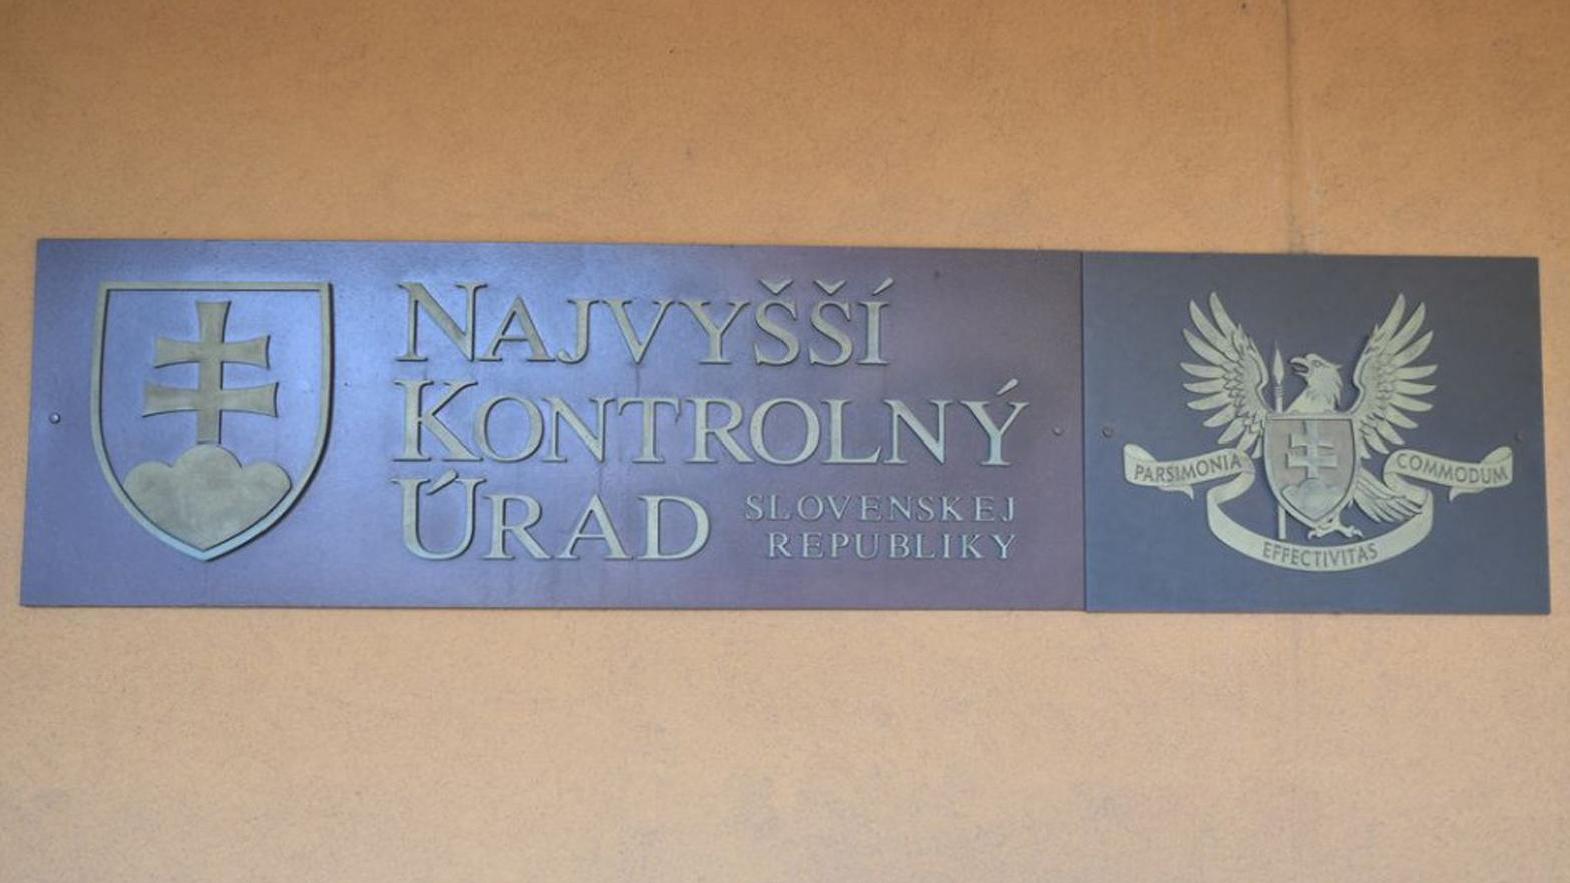 NAJVYŠŠÍ
KONTROLNÝ
ÚRAD
SLOVENSKEJ
REPUBLIKY
PARSIMONIA
COMMODUM
EFFECTIVITAS